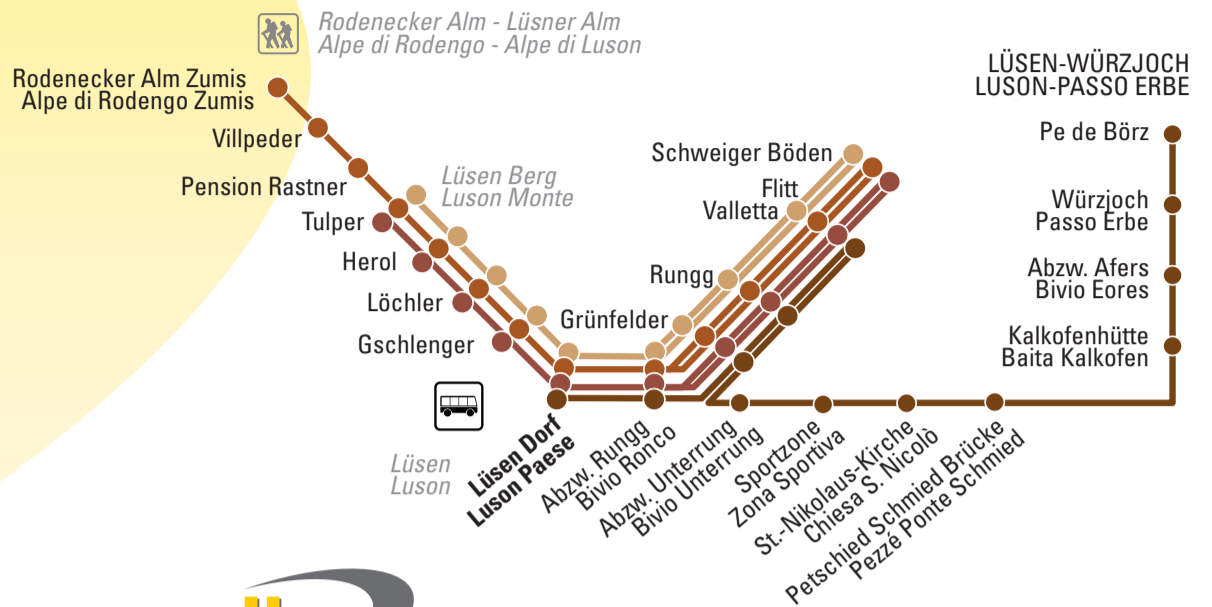 Rodenecker Alm - Lüsner Alm
Alpe di Rodengo - Alpe di Luson
Rodenecker Alm Zumis
Alpe di Rodengo Zumis
Villpeder
Pension Rastner
Tulper
Herol
Löchler
Gschlenger
Lüsen Berg
Luson Monte
Schweiger Böden
Flitt
Valletta
Rungg
Grünfelder
LÜSEN-WÜRZJOCH
LUSON-PASSO ERBE
Pe de Börz
Würzjoch
Passo Erbe
Abzw. Afers
Bivio Eores
Kalkofenhütte
Baita Kalkofen
Lüsen
Luson
Lüsen Dorf
Luson Paese
Abzw. Rungg
Bivio Ronco
Abzw. Unterrung
Bivio Unterrung
Sportzone
Zona Sportiva
St.-Nikolaus-Kirche
Chiesa S. Nicolò
Petschied Schmied Brücke
Pezzé Ponte Schmied